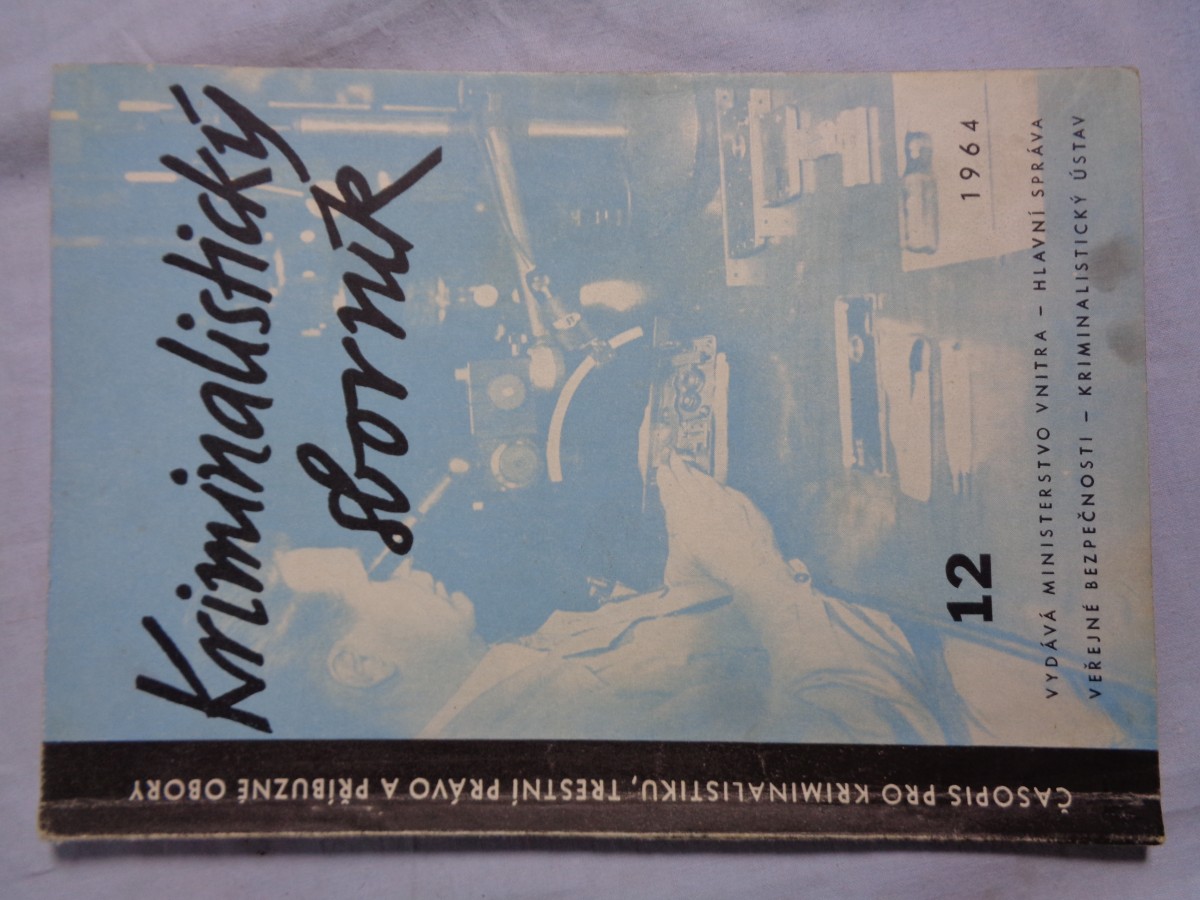 Kriminalistický
sborník
12
1964
VYDÁVÁ MINISTERSTVO VNITRA – HLAVNÍ SPRÁVA
VEŘEJNÉ BEZPEČNOSTI – KRIMINALISTICKÝ ÚSTAV
ČASOPIS PRO KRIMINALISTIKU, TRESTNÍ PRÁVO A PŘÍBUZNÉ OBORY